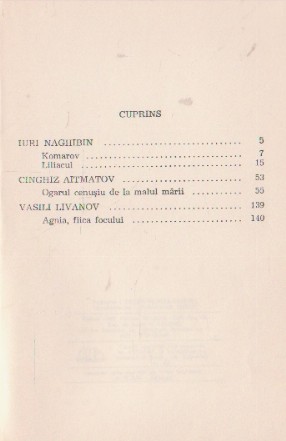 CUPRINS
IURI NAGHIBIN .......................... 5
Komarov .......................... 7
Liliacul .......................... 15
CINGHIZ AITMATOV .......................... 53
Ogarul cenușiu de la malul mării .......... 55
VASILI LIVANOV .......................... 139
Agnia, fiica focului .................... 140